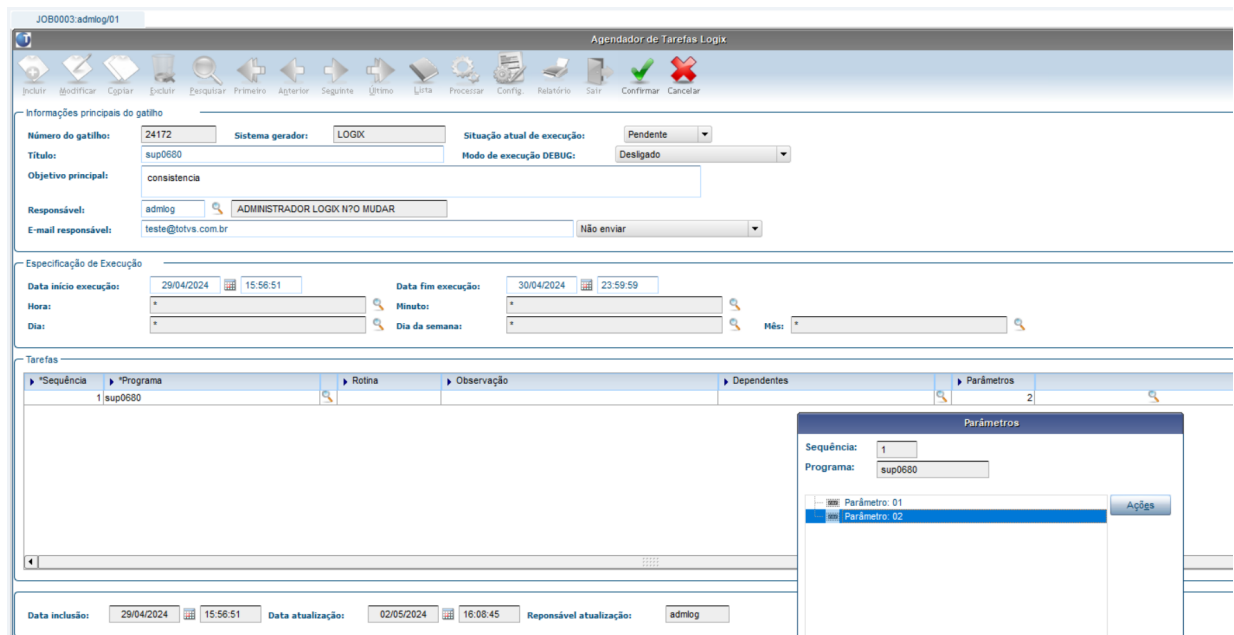 JOB0003:admlog/01
Agendador de Tarefas Logix
Incluir Modificar Copiar Excluir Pesquisar Primeiro Anterior Seguinte Último Lista Processar Config. Relatório Sair Confirmar Cancelar
Informações principais do gatilho
Número do gatilho: 24172 Sistema gerador: LOGIX Situação atual de execução: Pendente
Título: sup0680 Modo de execução DEBUG: Desligado
Objetivo principal: consistencia
Responsável: admlog ADMINISTRADOR LOGIX N?O MUDAR
E-mail responsável: teste@totvs.com.br Não enviar
Especificação de Execução
Data início execução: 29/04/2024 15:56:51 Data fim execução: 30/04/2024 23:59:59
Hora: * Minuto: *
Dia: * Dia da semana: * Mês: *
Tarefas
*Sequência *Programa Rotina Observação Dependentes Parâmetros
1 sup0680 2
Parâmetros
Sequência: 1
Programa: sup0680
Parâmetro: 01
Ações
Parâmetro: 02
Data inclusão: 29/04/2024 15:56:51 Data atualização: 02/05/2024 16:08:45 Reponsável atualização: admlog